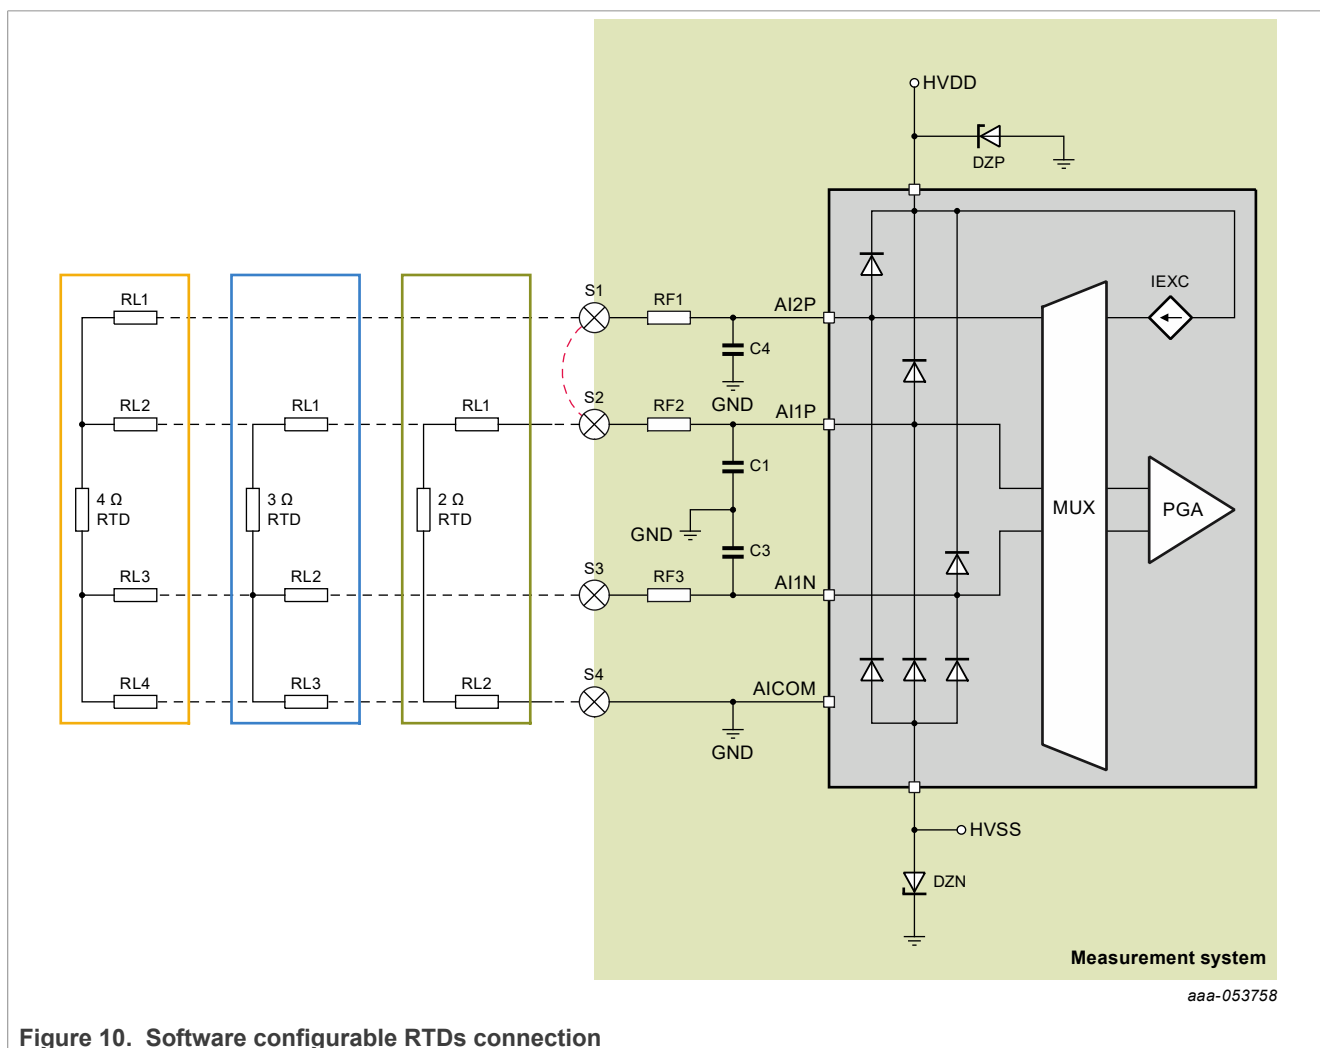 HVDD
DZP
IEXC
S1
RL1
RF1
AI2P
C4
GND
S2
RL2
RL1
RL1
RF2
AI1P
C1
4 Ω
RTD
3 Ω
RTD
2 Ω
RTD
MUX
PGA
GND
C3
S3
RL3
RL2
RF3
AI1N
S4
RL4
RL3
RL2
AICOM
GND
HVSS
DZN
Measurement system
aaa-053758
Figure 10. Software configurable RTDs connection